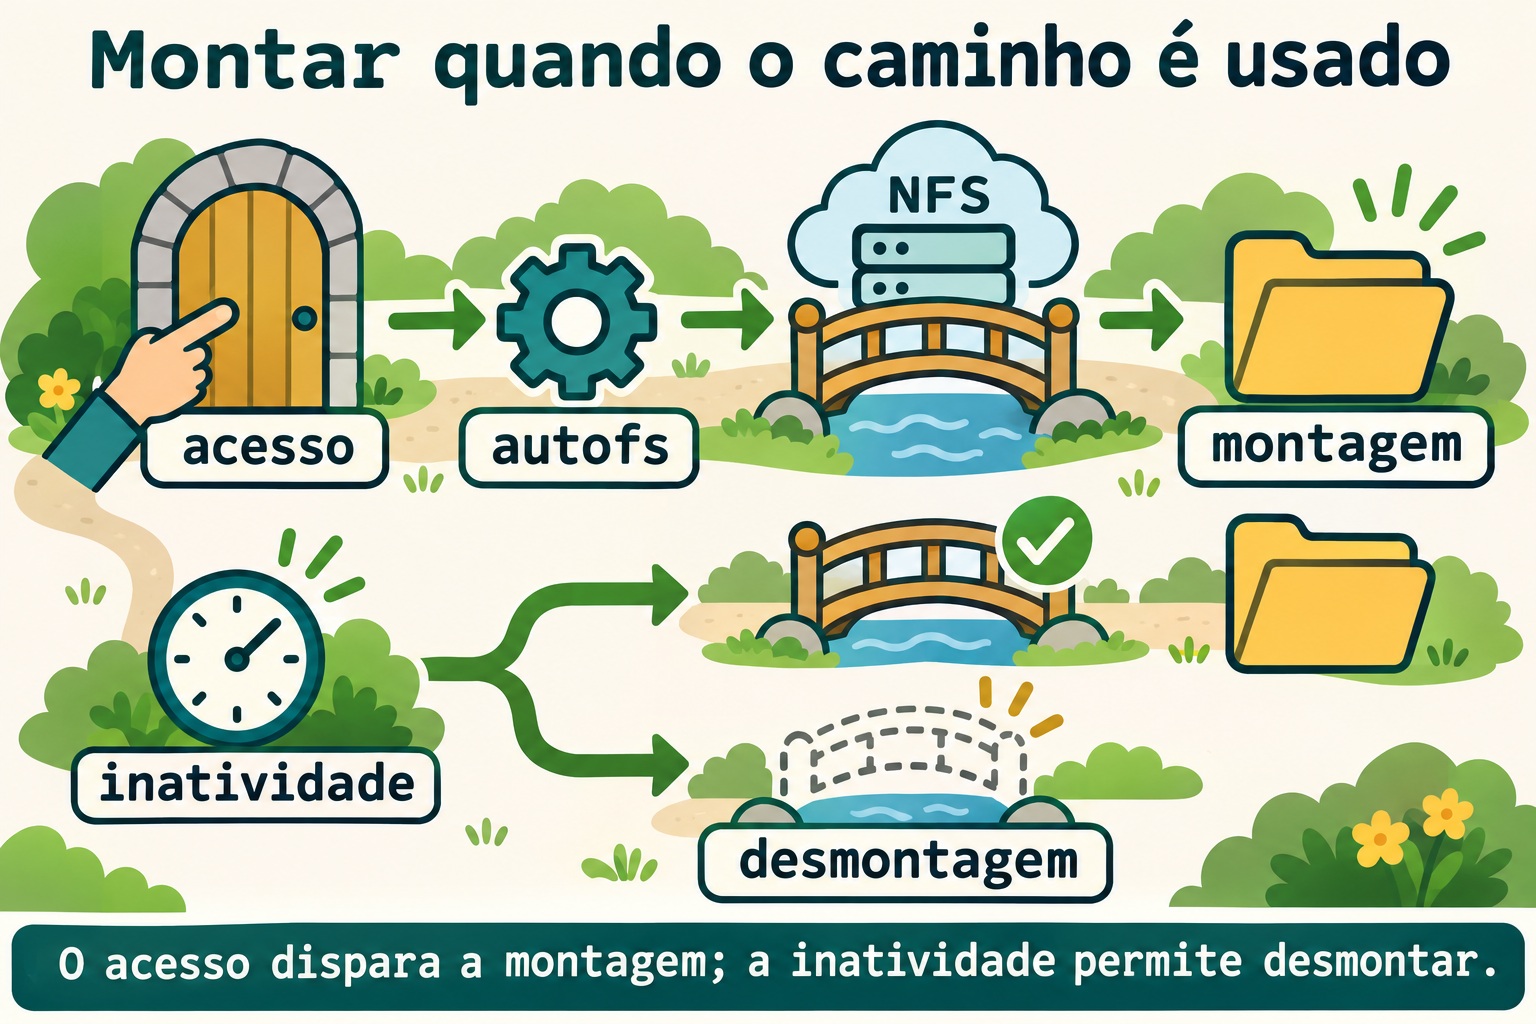 Montar quando o caminho é usado
NFS
acesso
autofs
montagem
inatividade
desmontagem
O acesso dispara a montagem; a inatividade permite desmontar.